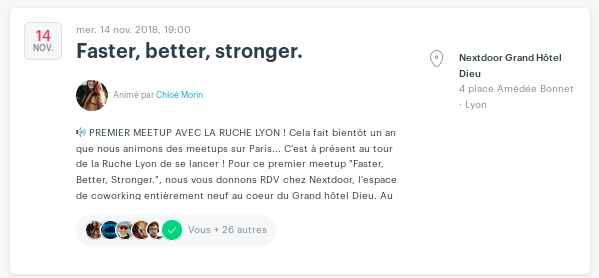 14
NOV.
mer. 14 nov. 2018, 19:00
Faster, better, stronger.
Animé par Chloé Morin
PREMIER MEETUP AVEC LA RUCHE LYON ! Cela fait bientôt un an
que nous animons des meetups sur Paris... C'est à présent au tour
de la Ruche Lyon de se lancer ! Pour ce premier meetup "Faster,
Better, Stronger.", nous vous donnons RDV chez Nextdoor, l'espace
de coworking entièrement neuf au coeur du Grand hôtel Dieu. Au
Vous + 26 autres
Nextdoor Grand Hôtel
Dieu
4 place Amédée Bonnet
· Lyon